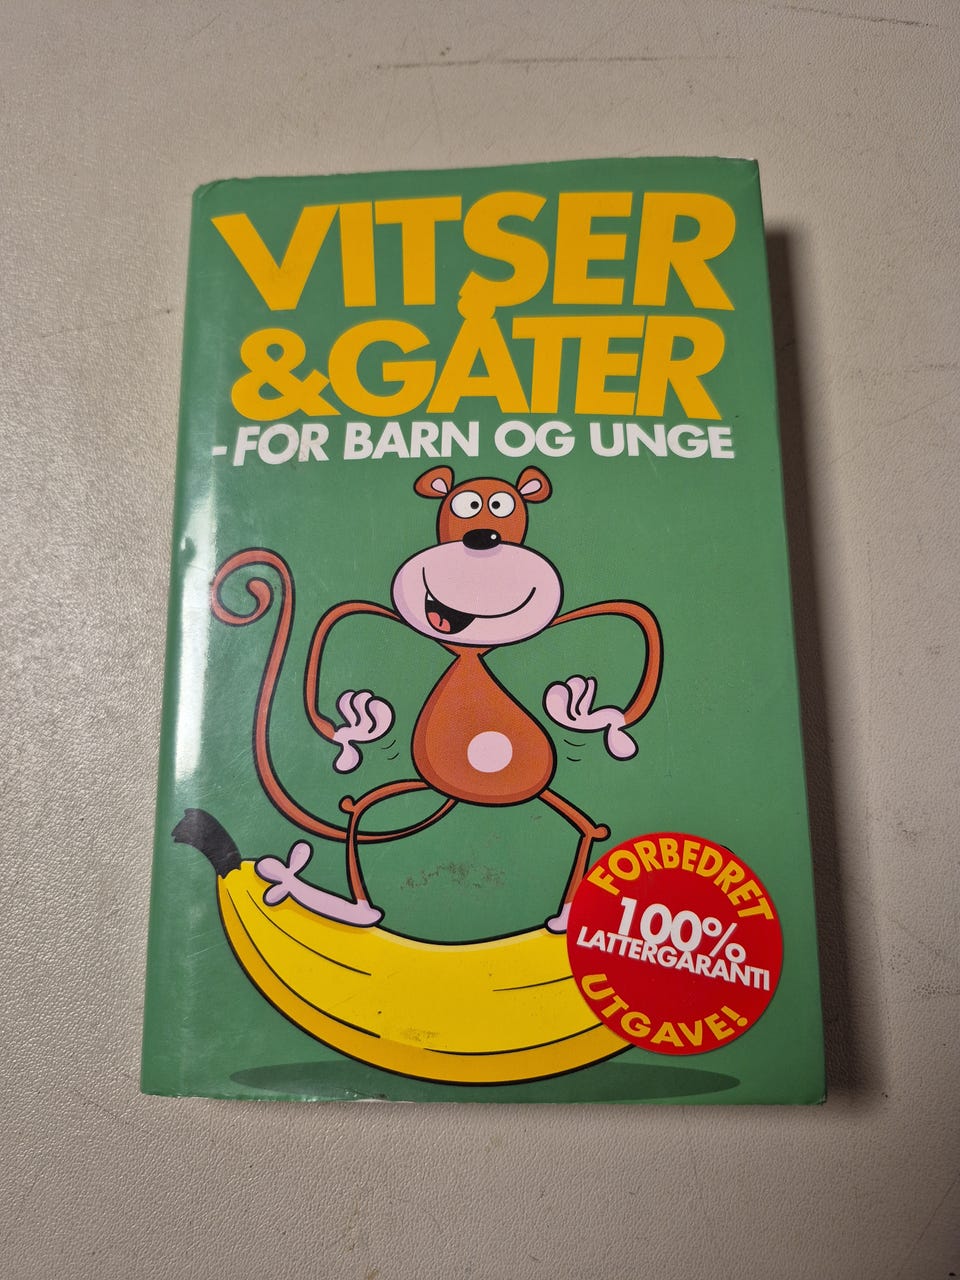 VITSER
&GÅTER
-FOR BARN OG UNGE
FORBEDRET
100%
LATTERGARANTI
UTGAVE!